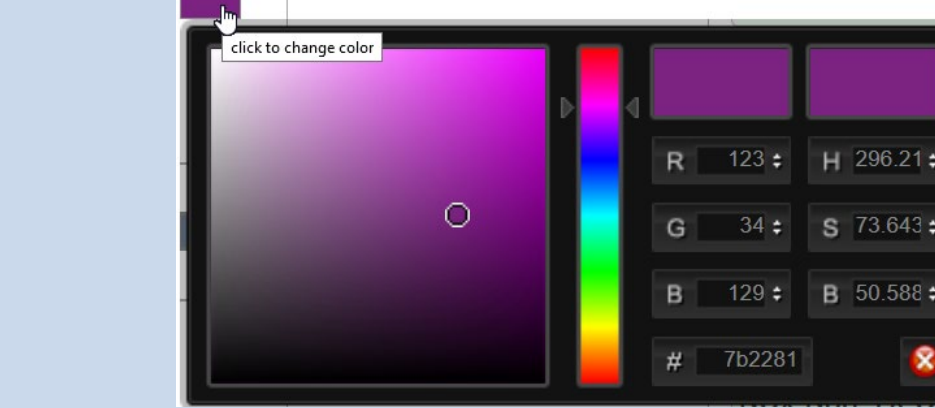 click to change color
R 123 H 296.21
G 34 S 73.643
B 129 B 50.588
# 7b2281